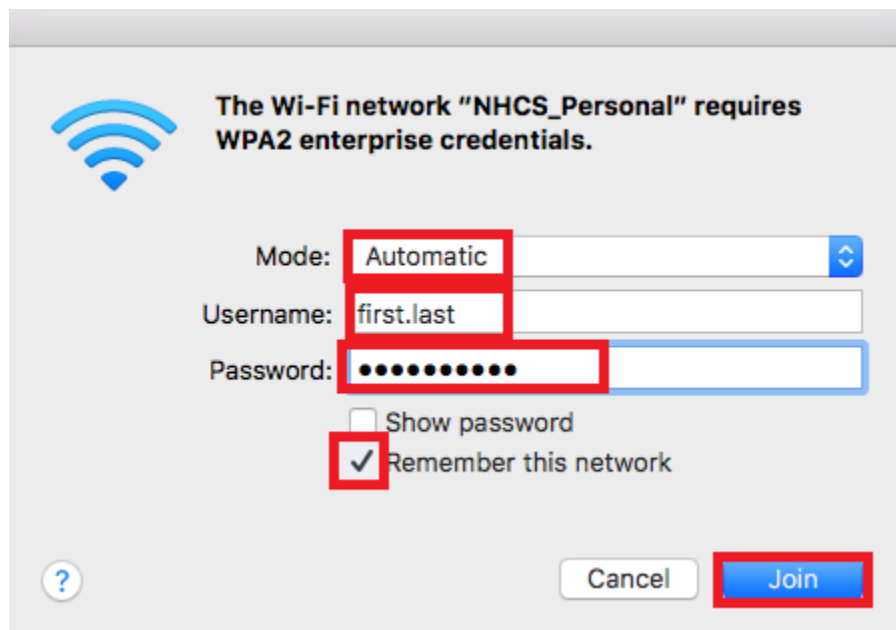 The Wi-Fi network “NHCS_Personal” requires
WPA2 enterprise credentials.
Mode: Automatic
Username: first.last
Password: ••••••••••
Show password
Remember this network
? Cancel Join